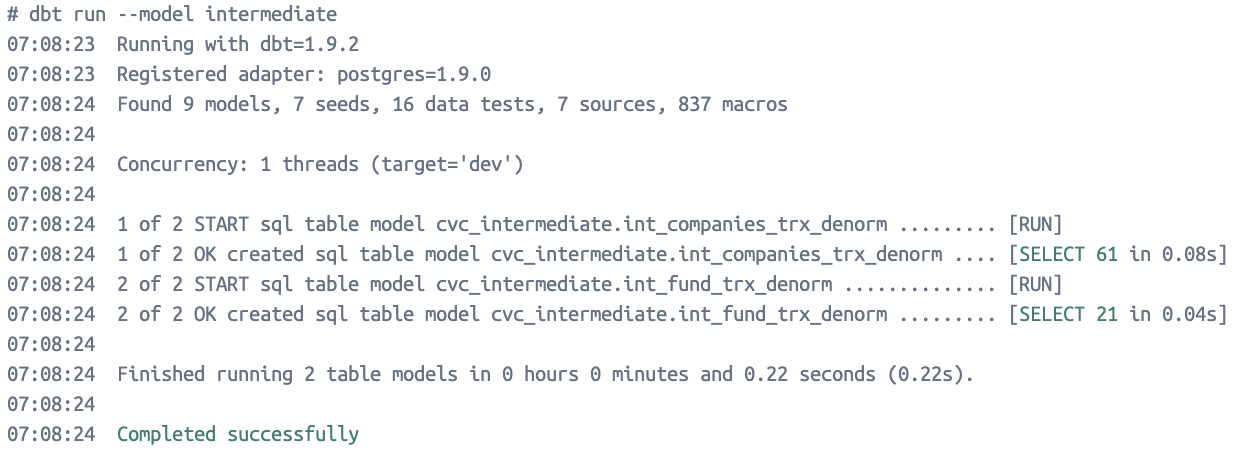 # dbt run --model intermediate
07:08:23  Running with dbt=1.9.2
07:08:23  Registered adapter: postgres=1.9.0
07:08:24  Found 9 models, 7 seeds, 16 data tests, 7 sources, 837 macros
07:08:24
07:08:24  Concurrency: 1 threads (target='dev')
07:08:24
07:08:24  1 of 2 START sql table model cvc_intermediate.int_companies_trx_denorm ......... [RUN]
07:08:24  1 of 2 OK created sql table model cvc_intermediate.int_companies_trx_denorm .... [SELECT 61 in 0.08s]
07:08:24  2 of 2 START sql table model cvc_intermediate.int_fund_trx_denorm .............. [RUN]
07:08:24  2 of 2 OK created sql table model cvc_intermediate.int_fund_trx_denorm ......... [SELECT 21 in 0.04s]
07:08:24
07:08:24  Finished running 2 table models in 0 hours 0 minutes and 0.22 seconds (0.22s).
07:08:24
07:08:24  Completed successfully